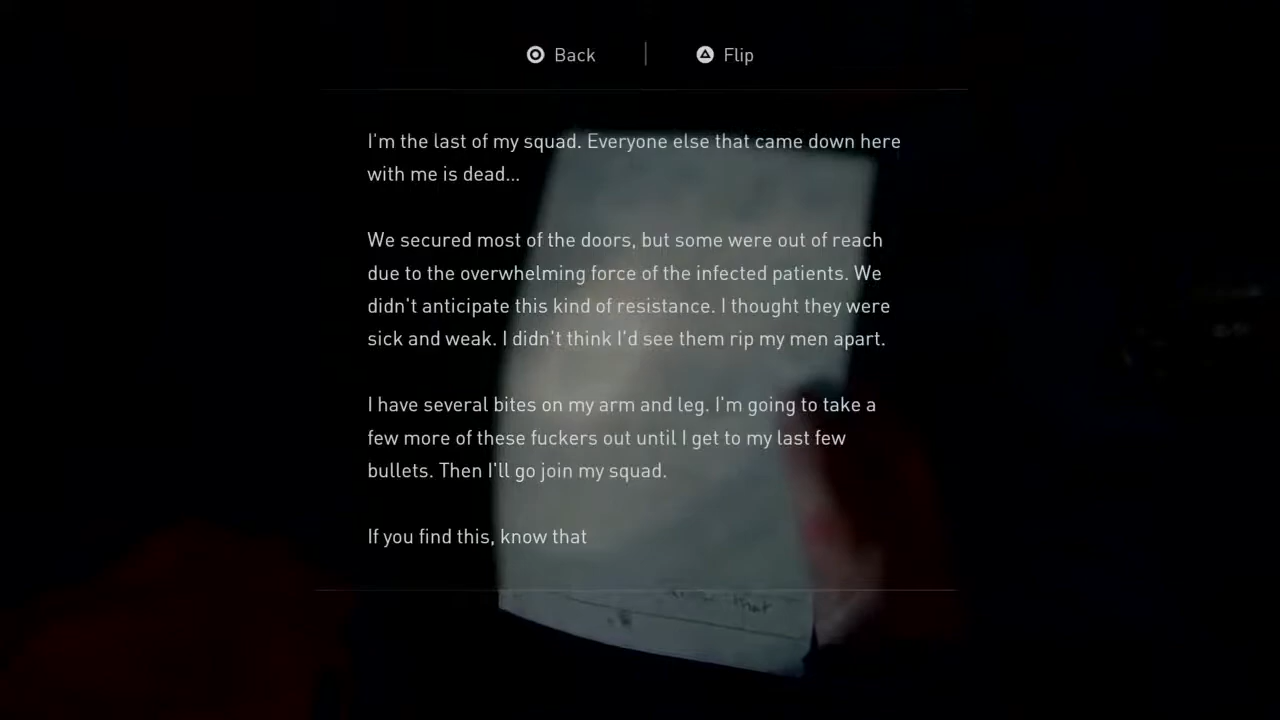 Back | Flip
I'm the last of my squad. Everyone else that came down here
with me is dead...
We secured most of the doors, but some were out of reach
due to the overwhelming force of the infected patients. We
didn't anticipate this kind of resistance. I thought they were
sick and weak. I didn't think I'd see them rip my men apart.
I have several bites on my arm and leg. I'm going to take a
few more of these fuckers out until I get to my last few
bullets. Then I'll go join my squad.
If you find this, know that
that